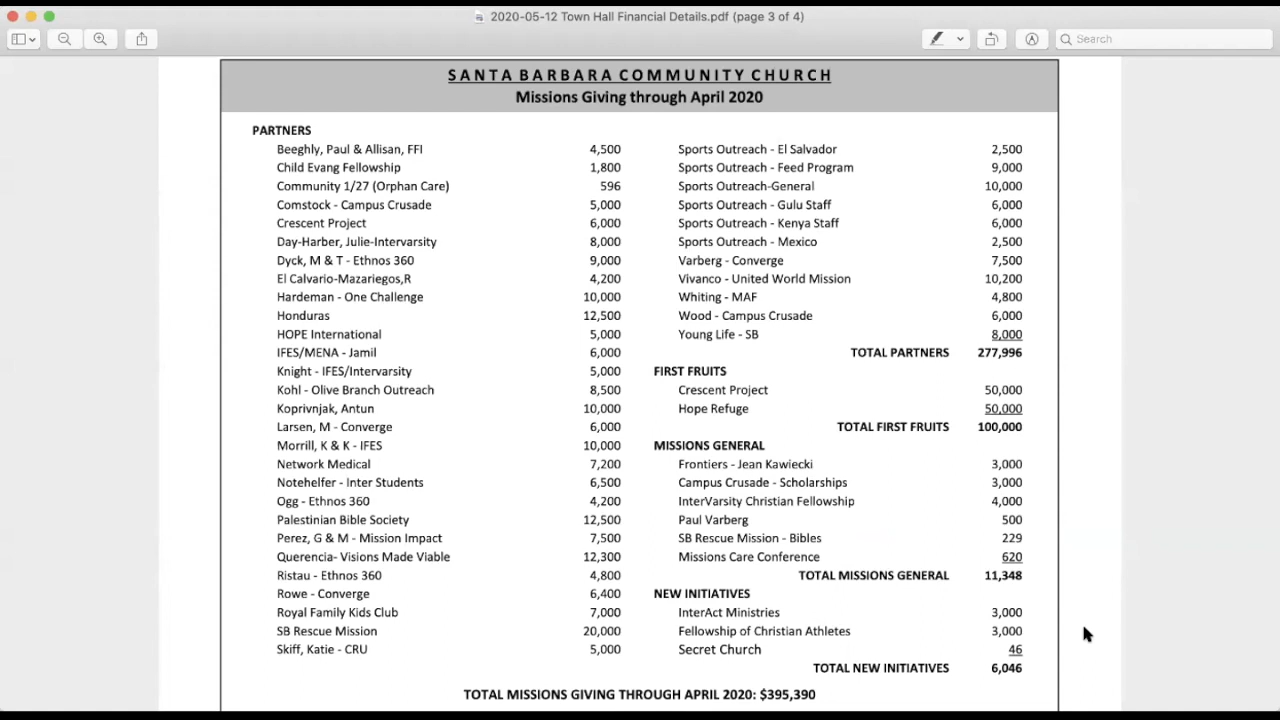 2020-05-12 Town Hall Financial Details.pdf (page 3 of 4)
Search
SANTA BARBARA COMMUNITY CHURCH
Missions Giving through April 2020
PARTNERS
Beeghly, Paul & Allisan, FFI 4,500
Child Evang Fellowship 1,800
Community 1/27 (Orphan Care) 596
Comstock - Campus Crusade 5,000
Crescent Project 6,000
Day-Harber, Julie-Intervarsity 8,000
Dyck, M & T - Ethnos 360 9,000
El Calvario-Mazariegos,R 4,200
Hardeman - One Challenge 10,000
Honduras 12,500
HOPE International 5,000
IFES/MENA - Jamil 6,000
Knight - IFES/Intervarsity 5,000
Kohl - Olive Branch Outreach 8,500
Koprivnjak, Antun 10,000
Larsen, M - Converge 6,000
Morrill, K & K - IFES 10,000
Network Medical 7,200
Notehelfer - Inter Students 6,500
Ogg - Ethnos 360 4,200
Palestinian Bible Society 12,500
Perez, G & M - Mission Impact 7,500
Querencia- Visions Made Viable 12,300
Ristau - Ethnos 360 4,800
Rowe - Converge 6,400
Royal Family Kids Club 7,000
SB Rescue Mission 20,000
Skiff, Katie - CRU 5,000
Sports Outreach - El Salvador 2,500
Sports Outreach - Feed Program 9,000
Sports Outreach-General 10,000
Sports Outreach - Gulu Staff 6,000
Sports Outreach - Kenya Staff 6,000
Sports Outreach - Mexico 2,500
Varberg - Converge 7,500
Vivanco - United World Mission 10,200
Whiting - MAF 4,800
Wood - Campus Crusade 6,000
Young Life - SB 8,000
TOTAL PARTNERS 277,996
FIRST FRUITS
Crescent Project 50,000
Hope Refuge 50,000
TOTAL FIRST FRUITS 100,000
MISSIONS GENERAL
Frontiers - Jean Kawiecki 3,000
Campus Crusade - Scholarships 3,000
InterVarsity Christian Fellowship 4,000
Paul Varberg 500
SB Rescue Mission - Bibles 229
Missions Care Conference 620
TOTAL MISSIONS GENERAL 11,348
NEW INITIATIVES
InterAct Ministries 3,000
Fellowship of Christian Athletes 3,000
Secret Church 46
TOTAL NEW INITIATIVES 6,046
TOTAL MISSIONS GIVING THROUGH APRIL 2020: $395,390